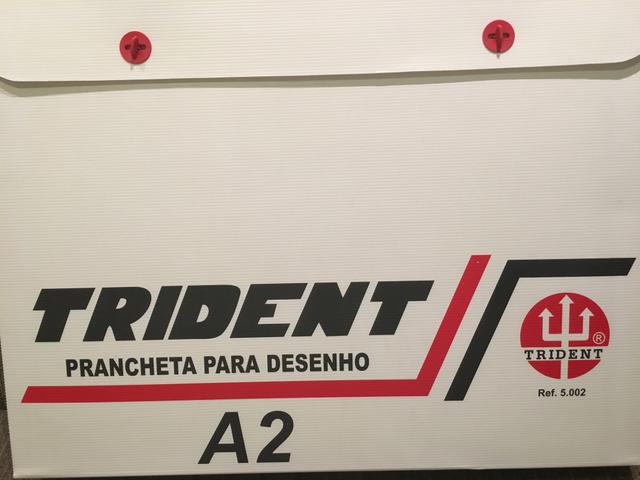 TRIDENT
PRANCHETA PARA DESENHO
A2
TRIDENT®
Ref. 5.002